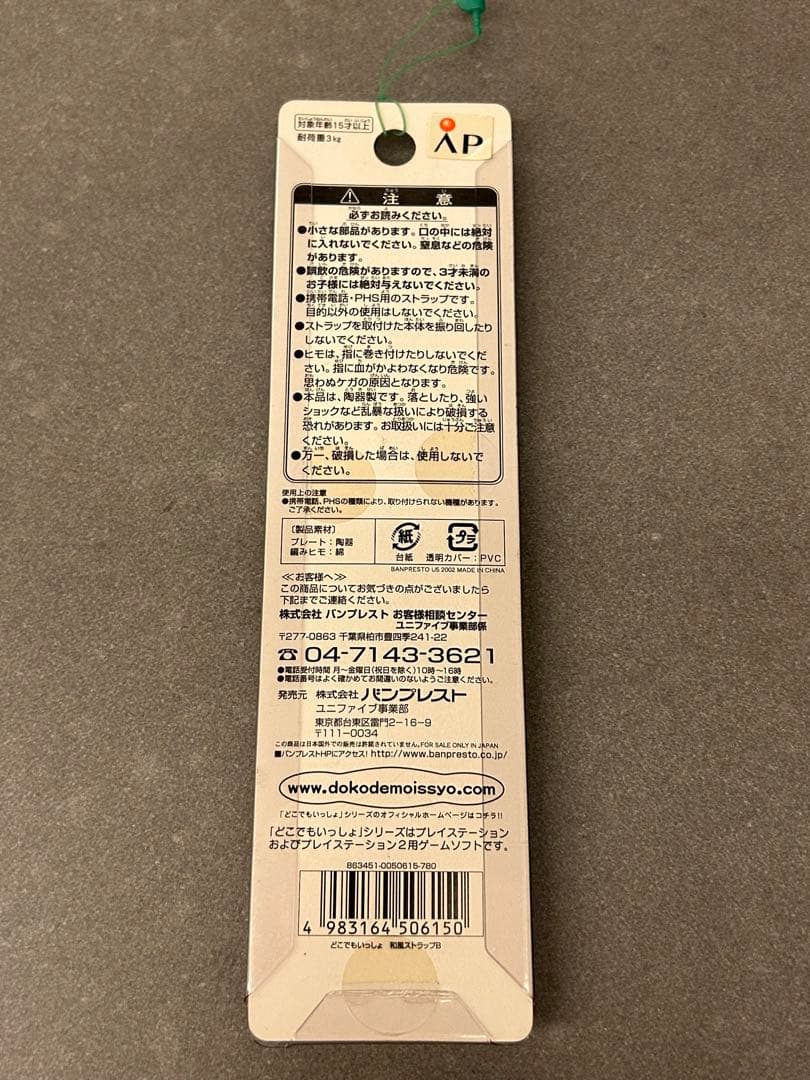 対象年齢15才以上
耐荷重3kg
AP
注意
必ずお読みください。
●小さな部品があります。口の中には絶対
に入れないでください。窒息などの危険
があります。
●誤飲の危険がありますので、3才未満の
お子様には絶対与えないでください。
●携帯電話・PHS用のストラップです。
目的以外の使用はしないでください。
●ストラップを取付けた本体を振り回したり
しないでください。
●ヒモは、指に巻き付けたりしないでくだ
さい。指に血がかよわなくなり危険です。
思わぬケガの原因となります。
●本品は、陶器製です。落としたり、強い
ショックなど乱暴な扱いにより破損する
恐れがあります。お取扱いには十分ご注意
ください。
●万一、破損した場合は、使用しないで
ください。
使用上の注意
●携帯電話、PHSの種類により、取り付けられない機種があります。
ご了承ください。
〔製品素材〕
プレート:陶器
編みヒモ:綿
紙
台紙
プラ
透明カバー:PVC
BANPRESTO US 2002 MADE IN CHINA
≪お客様へ≫
この商品についてお気づきの点がございましたら
下記までご連絡ください。
株式会社 バンプレスト お客様相談センター
ユニファイブ事業部係
〒277-0863 千葉県柏市豊四季241-22
☎ 04-7143-3621
●電話受付時間 月〜金曜日(祝日を除く)10時〜16時
●電話番号はよく確かめてお間違いのないようご注意ください。
発売元 株式会社 バンプレスト
ユニファイブ事業部
東京都台東区雷門2-16-9
〒111-0034
この商品は日本国外での販売は許諾されていません。FOR SALE ONLY IN JAPAN
■バンプレストHPにアクセス! http://www.banpresto.co.jp/
www.dokodemoissyo.com
「どこでもいっしょ」シリーズのオフィシャルホームページはコチラ!!
「どこでもいっしょ」シリーズはプレイステーション
およびプレイステーション2用ゲームソフトです。
863451-0050615-780
4 983164 506150
どこでもいっしょ 和風ストラップB